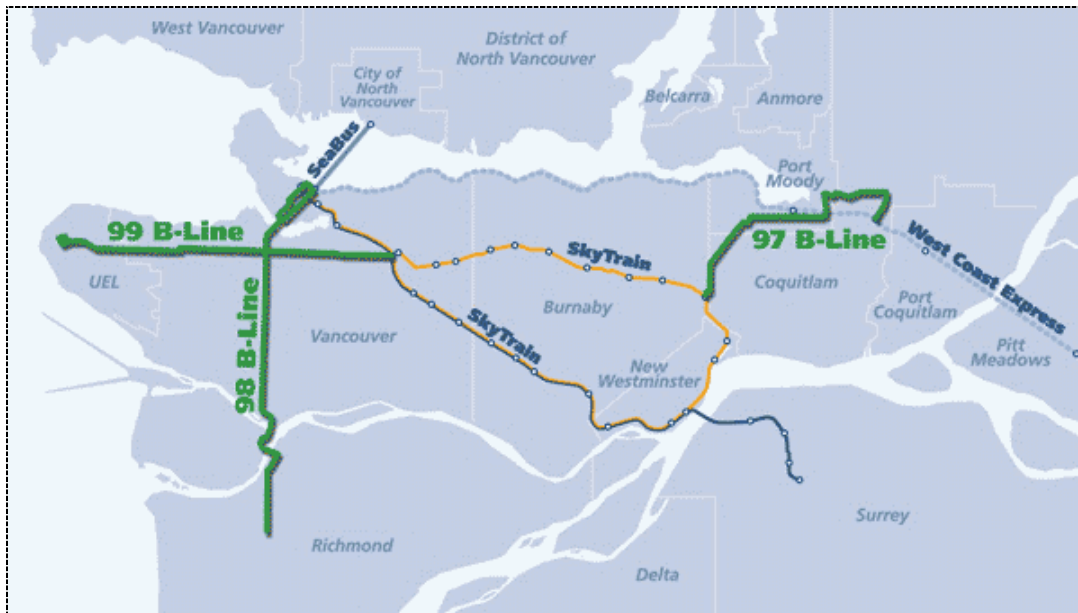 West Vancouver
District of
North Vancouver
City of
North
Vancouver
Belcarra
Anmore
SeaBus
Port
Moody
99 B-Line
97 B-Line
SkyTrain
West Coast Express
UEL
98 B-Line
Coquitlam
Burnaby
Port
Coquitlam
Vancouver
SkyTrain
Pitt
Meadows
New
Westminster
Surrey
Richmond
Delta